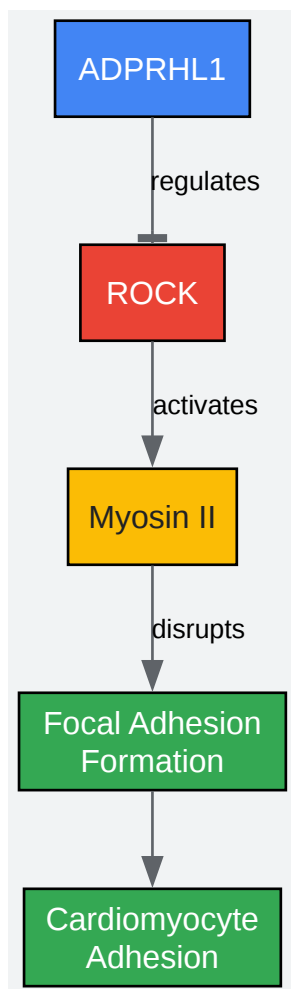 ADPRHL1
regulates
ROCK
activates
Myosin II
disrupts
Focal Adhesion
Formation
Cardiomyocyte
Adhesion